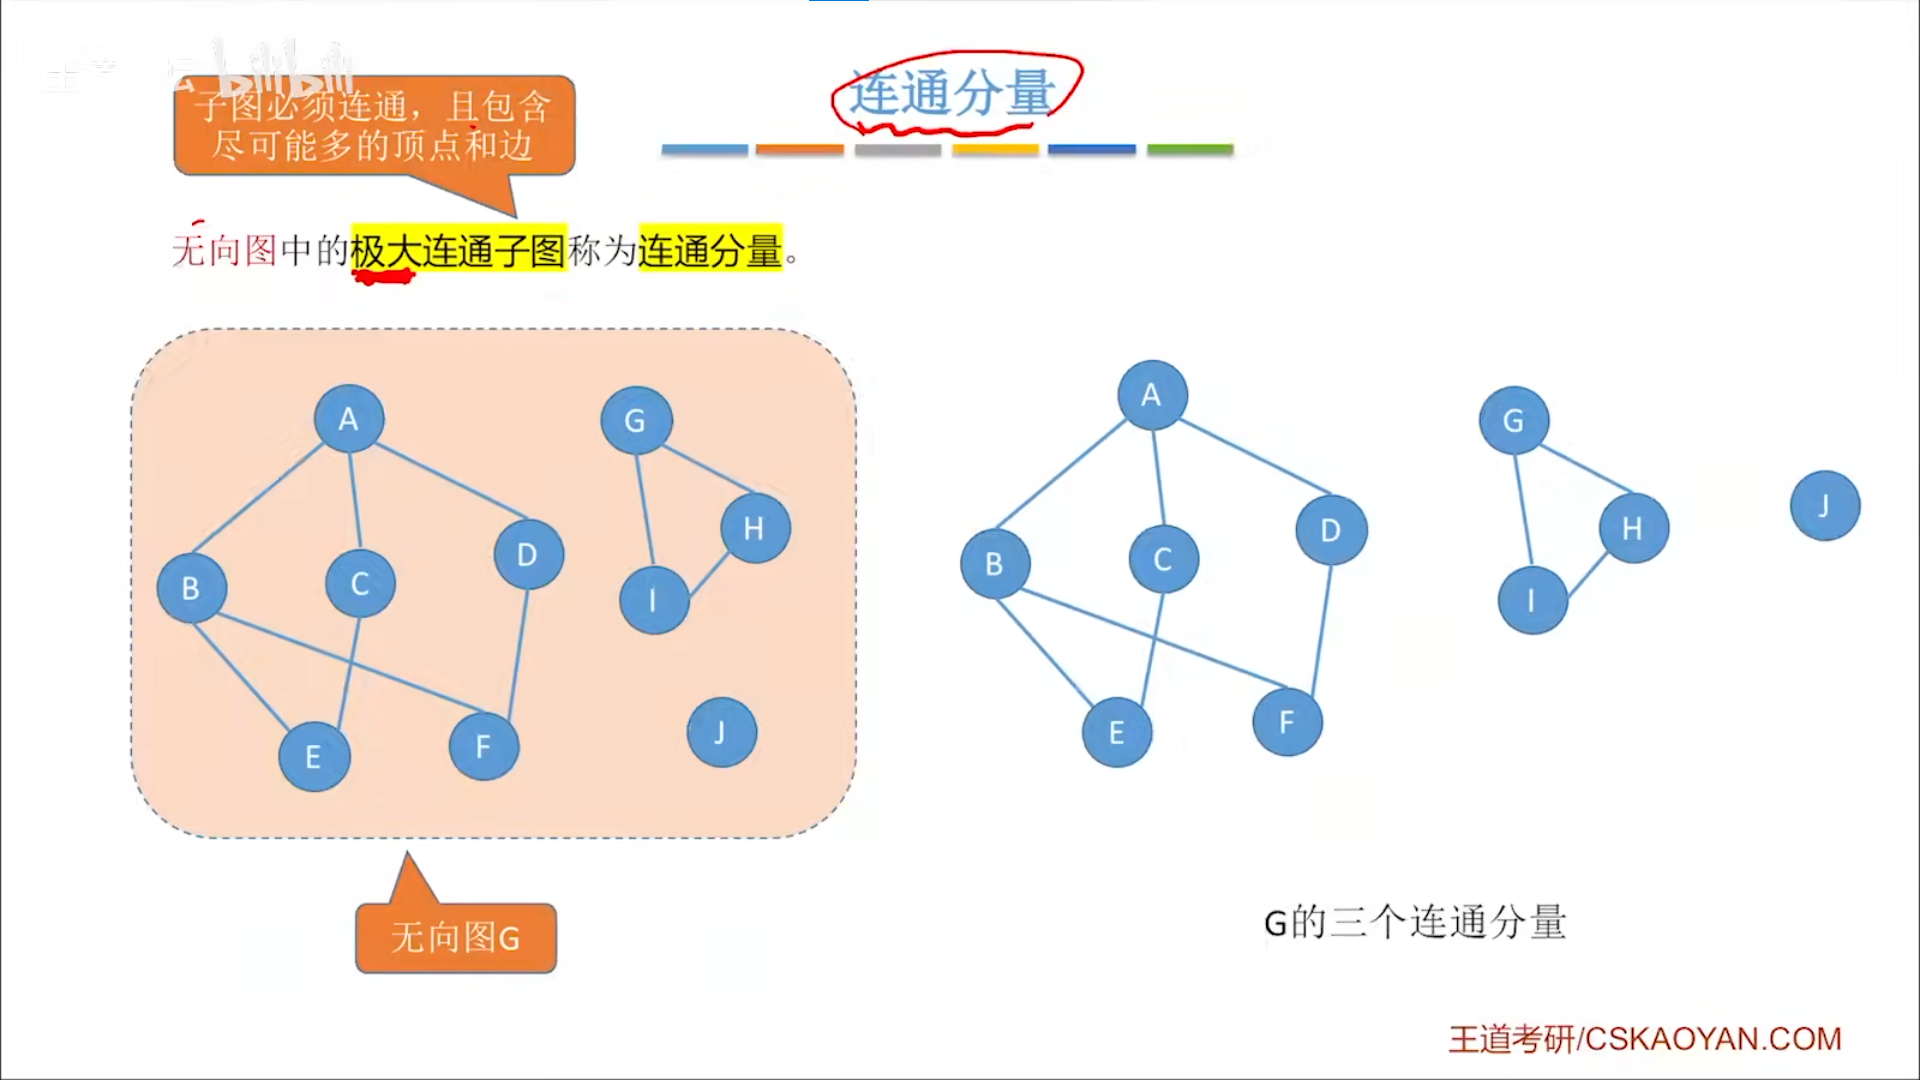 bilibili
连通分量
子图必须连通，且包含
尽可能多的顶点和边
无向图中的极大连通子图称为连通分量。
A
B
C
D
E
F
G
H
I
J
A
B
C
D
E
F
G
H
I
J
无向图G
G的三个连通分量
王道考研/CSKAOYAN.COM